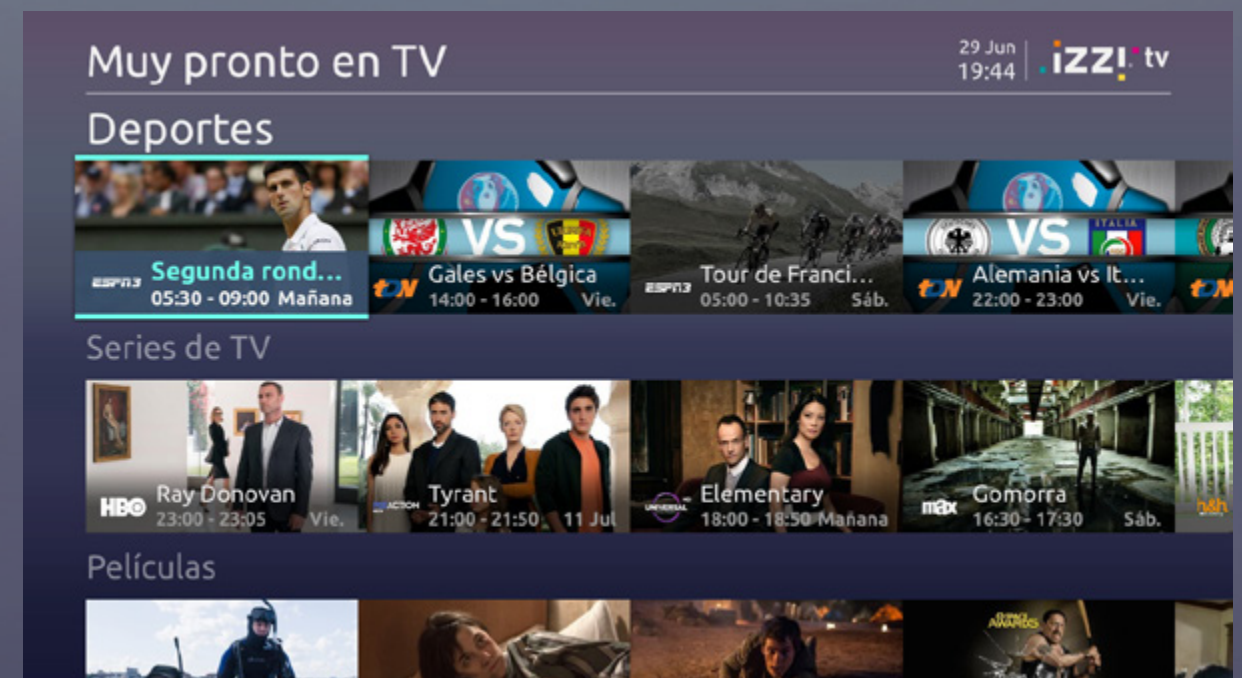 Muy pronto en TV
29 Jun
19:44
izzi tv
Deportes
ESPN3
Segunda rond...
05:30 - 09:00 Mañana
VS
tDN
Gales vs Bélgica
14:00 - 16:00 Vie.
ESPN3
Tour de Franci...
05:00 - 10:35 Sáb.
ITALIA
VS
tDN
Alemania vs It...
22:00 - 23:00 Vie.
tDN
Series de TV
HBO
Ray Donovan
23:00 - 23:05 Vie.
ACTION
Tyrant
21:00 - 21:50 11 Jul
UNIVERSAL
Elementary
18:00 - 18:50 Mañana
max
Gomorra
16:30 - 17:30 Sáb.
h&h
Películas
AWARDS